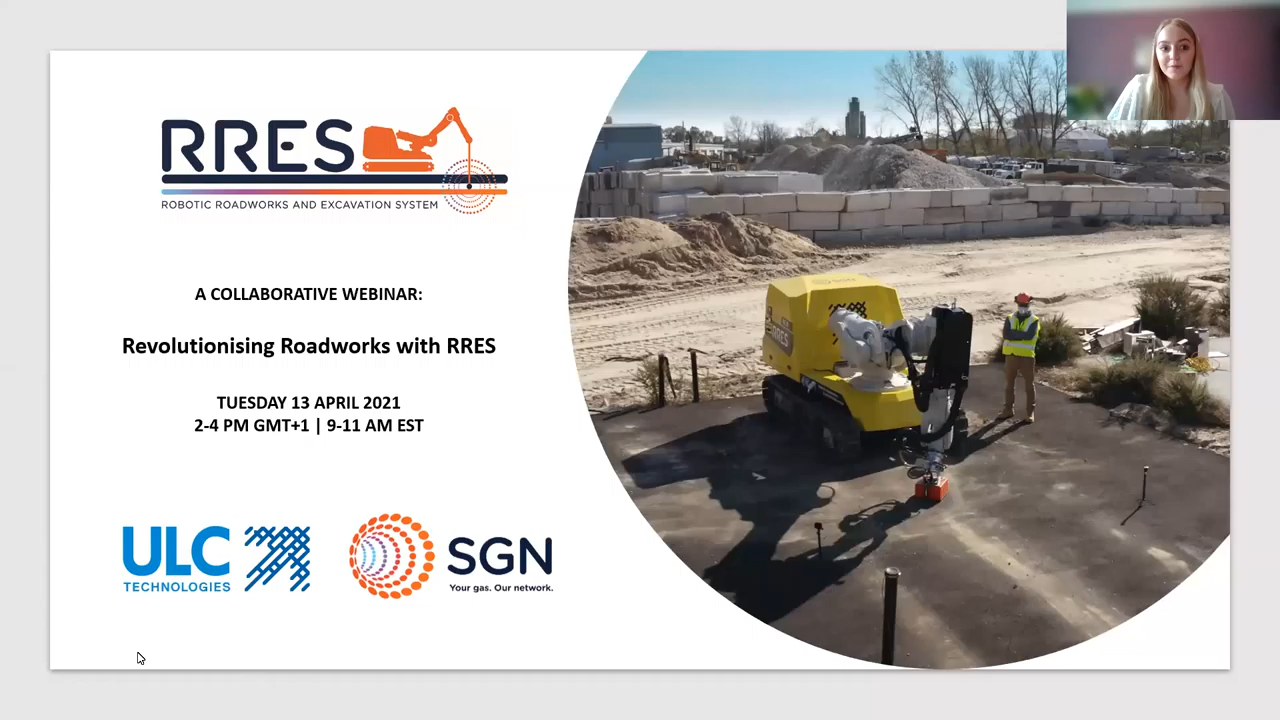 RRES
ROBOTIC ROADWORKS AND EXCAVATION SYSTEM
A COLLABORATIVE WEBINAR:
Revolutionising Roadworks with RRES
TUESDAY 13 APRIL 2021
2-4 PM GMT+1 | 9-11 AM EST
ULC
TECHNOLOGIES
SGN
Your gas. Our network.
RRES